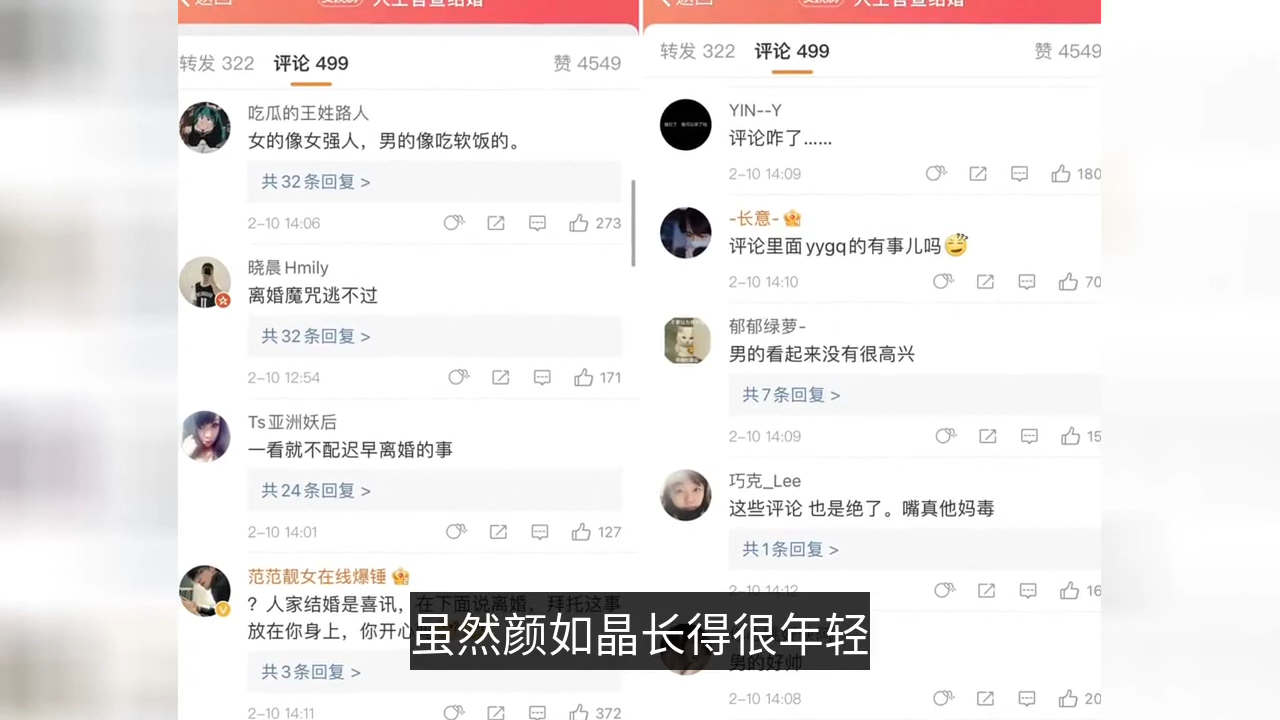 转发 322 评论 499 赞 4549
吃瓜的王姓路人
女的像女强人，男的像吃软饭的。
共32条回复 >
2-10 14:06 273
晓晨Hmily
离婚魔咒逃不过
共32条回复 >
2-10 12:54 171
Ts亚洲妖后
一看就不配迟早离婚的事
共24条回复 >
2-10 14:01 127
范范靓女在线爆锤
？人家结婚是喜讯，在下面说离婚，拜托这事
放在你身上，你开心
共3条回复 >
2-10 14:11 372
转发 322 评论 499 赞 4549
YIN--Y
评论咋了......
2-10 14:09 180
-长意-
评论里面yygq的有事儿吗
2-10 14:10 70
郁郁绿萝-
男的看起来没有很高兴
共7条回复 >
2-10 14:09 15
巧克_Lee
这些评论 也是绝了。嘴真他妈毒
共1条回复 >
2-10 14:12 16
男的好帅
2-10 14:08 20
虽然颜如晶长得很年轻